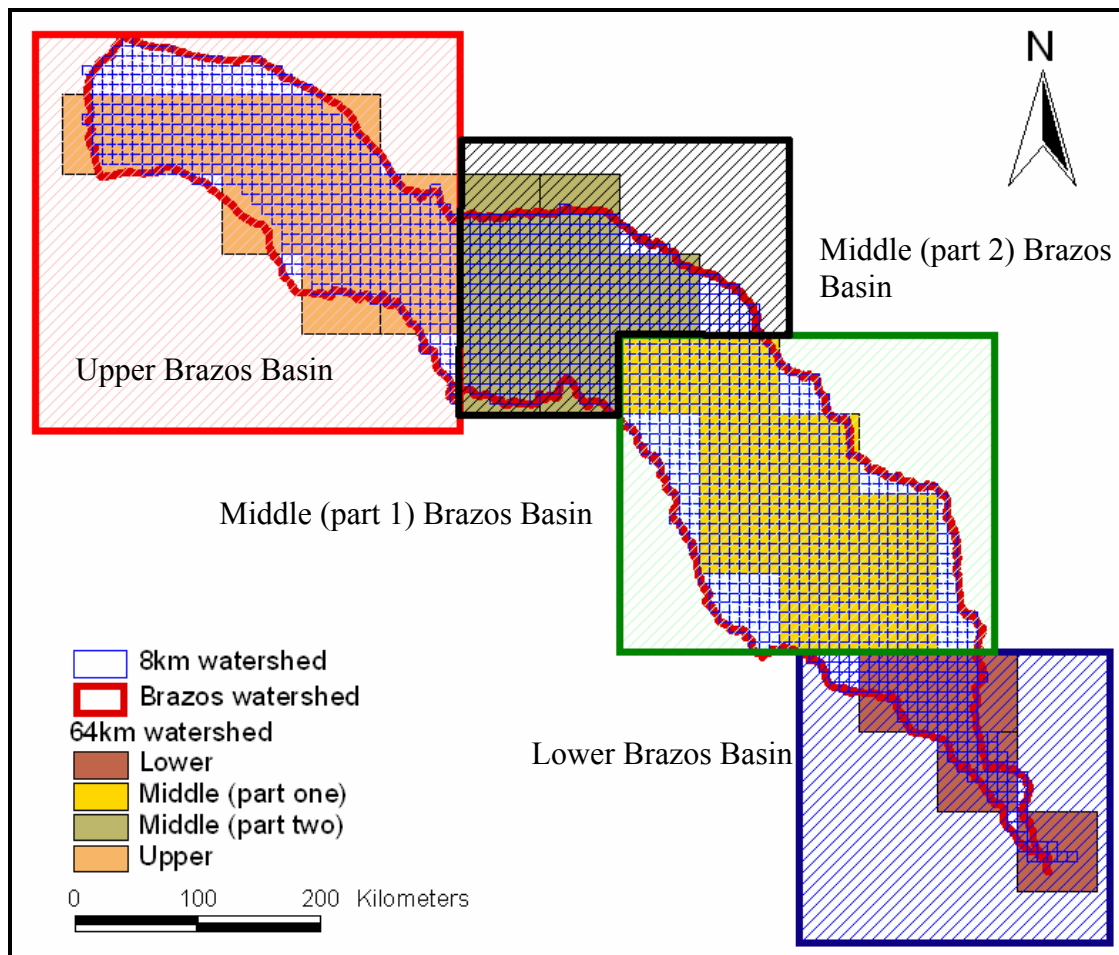 N
Middle (part 2) Brazos
Basin
Upper Brazos Basin
Middle (part 1) Brazos Basin
Lower Brazos Basin
8km watershed
Brazos watershed
64km watershed
Lower
Middle (part one)
Middle (part two)
Upper
0 100 200 Kilometers